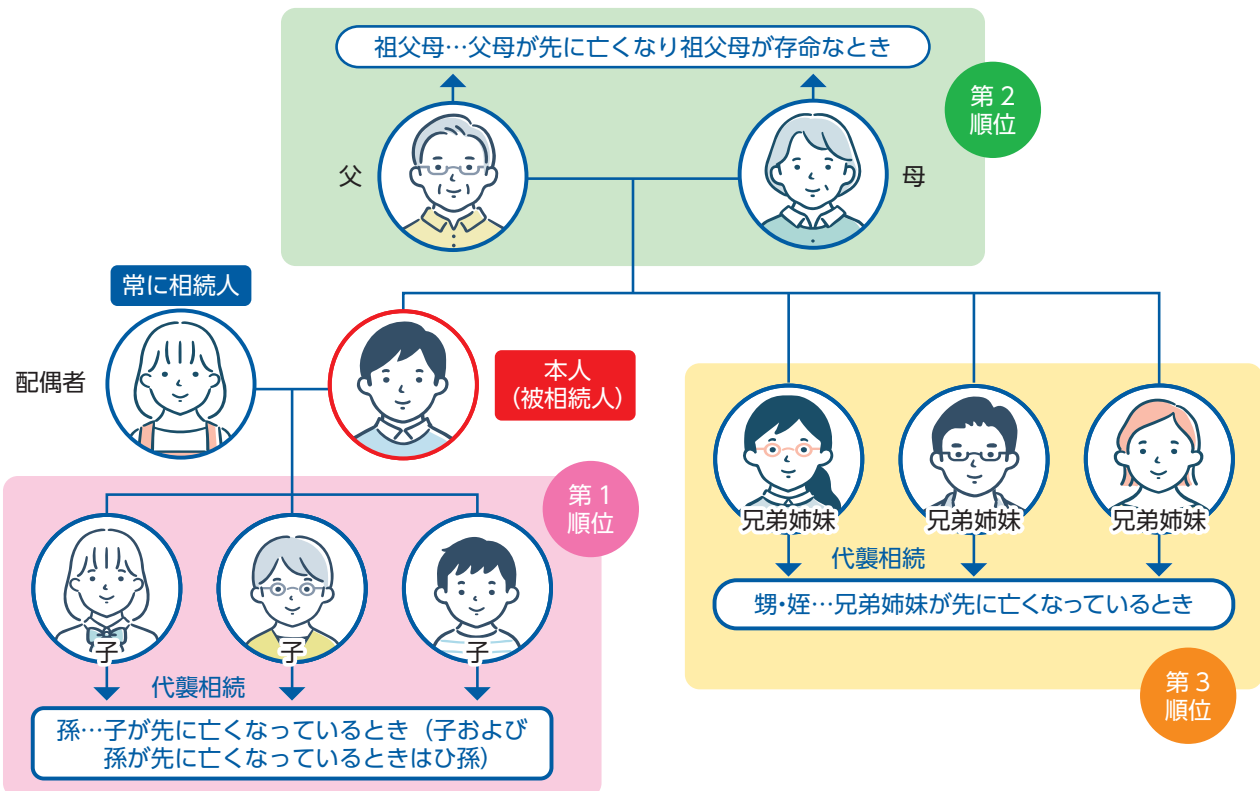 祖父母…父母が先に亡くなり祖父母が存命なとき
第2
順位
父
母
常に相続人
配偶者
本人
（被相続人）
第1
順位
子
子
子
代襲相続
孫…子が先に亡くなっているとき（子および
孫が先に亡くなっているときはひ孫）
兄弟姉妹
兄弟姉妹
兄弟姉妹
代襲相続
甥・姪…兄弟姉妹が先に亡くなっているとき
第3
順位